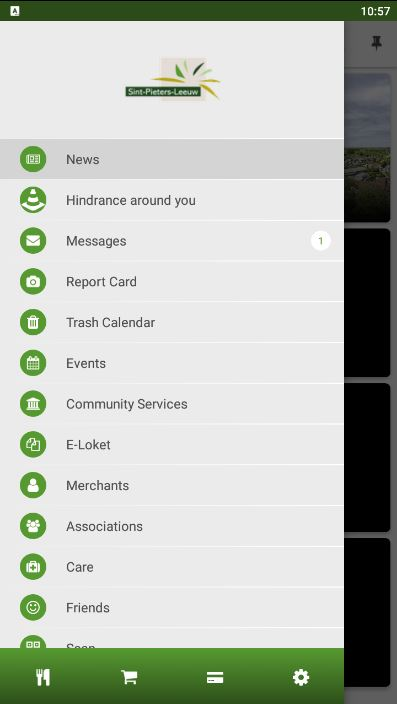 10:57
Sint-Pieters-Leeuw
News
Hindrance around you
Messages
1
Report Card
Trash Calendar
Events
Community Services
E-Loket
Merchants
Associations
Care
Friends